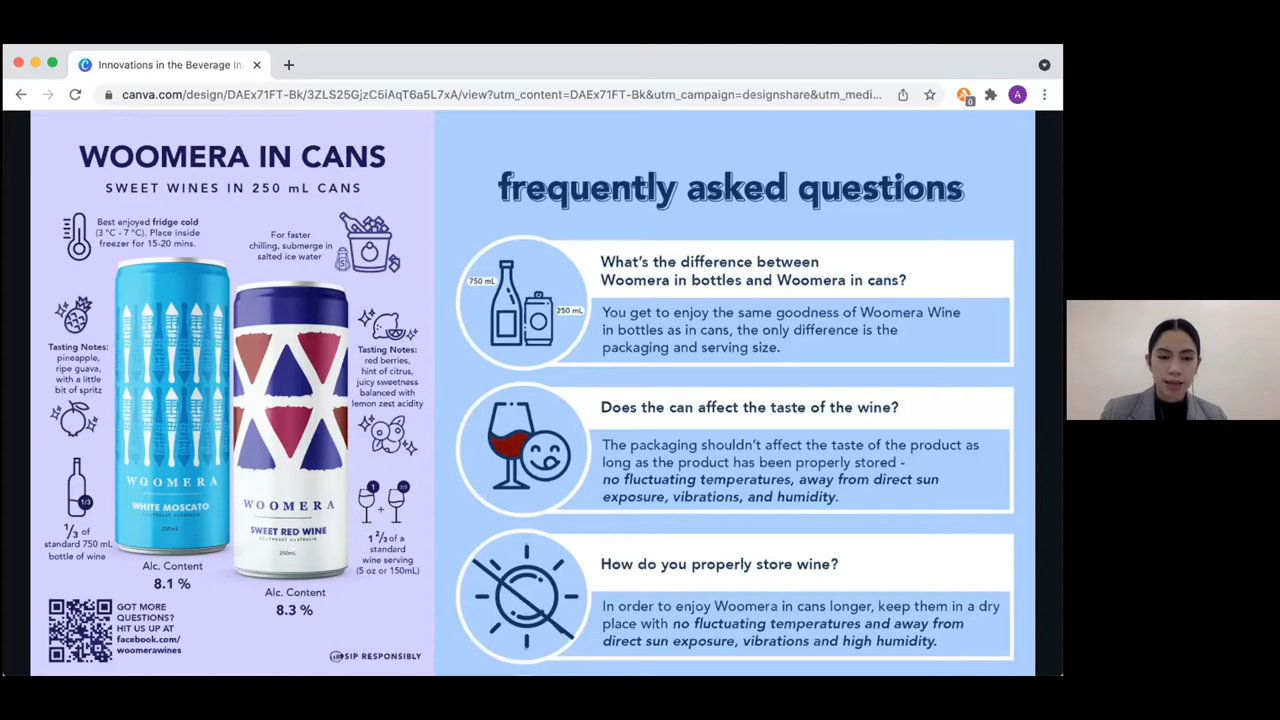 Innovations in the Beverage In
canva.com/design/DAEx71FT-Bk/3ZLS25GjzC5iAqT6a5L7xA/view?utm_content=DAEx71FT-Bk&utm_campaign=designshare&utm_medi...
0
A
WOOMERA IN CANS
SWEET WINES IN 250 mL CANS
Best enjoyed fridge cold
(3 °C - 7 °C). Place inside
freezer for 15-20 mins.
For faster
chilling, submerge in
salted ice water
S
Tasting Notes:
pineapple,
ripe guava,
with a little
bit of spritz
Tasting Notes:
red berries,
hint of citrus,
juicy sweetness
balanced with
lemon zest acidity
WOOMERA
WHITE MOSCATO
SOUTHEAST AUSTRALIA
250mL
WOOMERA
SWEET RED WINE
SOUTHEAST AUSTRALIA
250mL
1/3
1/3 of
standard 750 mL
bottle of wine
1
2/3
+
1 2/3 of a
standard
wine serving
(5 oz or 150mL)
Alc. Content
8.1 %
Alc. Content
8.3 %
GOT MORE
QUESTIONS?
HIT US UP AT
facebook.com/
woomerawines
SIP RESPONSIBLY
frequently asked questions
750 mL
250 mL
What's the difference between
Woomera in bottles and Woomera in cans?
You get to enjoy the same goodness of Woomera Wine
in bottles as in cans, the only difference is the
packaging and serving size.
Does the can affect the taste of the wine?
The packaging shouldn't affect the taste of the product as
long as the product has been properly stored -
no fluctuating temperatures, away from direct sun
exposure, vibrations, and humidity.
How do you properly store wine?
In order to enjoy Woomera in cans longer, keep them in a dry
place with no fluctuating temperatures and away from
direct sun exposure, vibrations and high humidity.